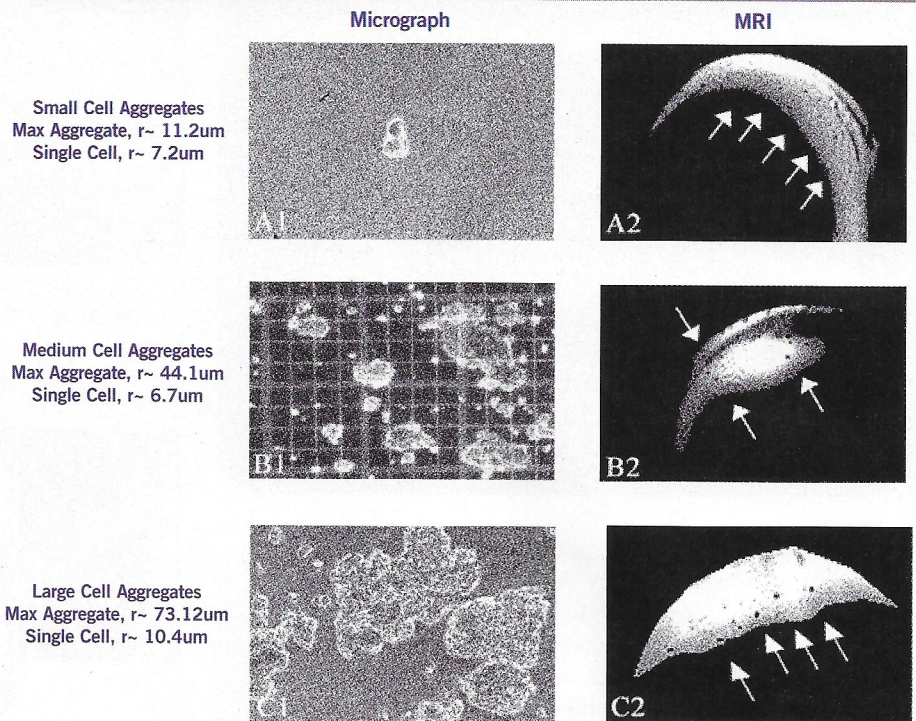 Micrograph
MRI
Small Cell Aggregates
Max Aggregate, r~ 11.2um
Single Cell, r~ 7.2um
A1
A2
Medium Cell Aggregates
Max Aggregate, r~ 44.1um
Single Cell, r~ 6.7um
B1
B2
Large Cell Aggregates
Max Aggregate, r~ 73.12um
Single Cell, r~ 10.4um
C1
C2